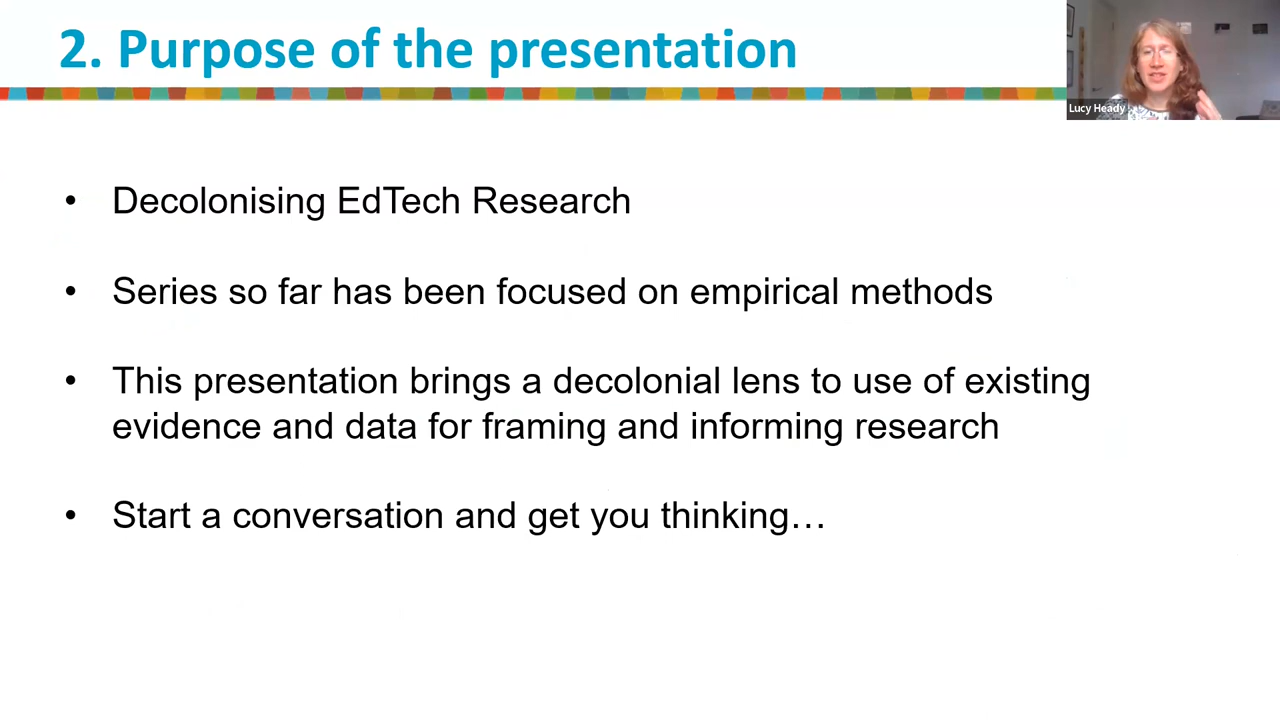 2. Purpose of the presentation
Lucy Heady
• Decolonising EdTech Research
• Series so far has been focused on empirical methods
• This presentation brings a decolonial lens to use of existing
evidence and data for framing and informing research
• Start a conversation and get you thinking…